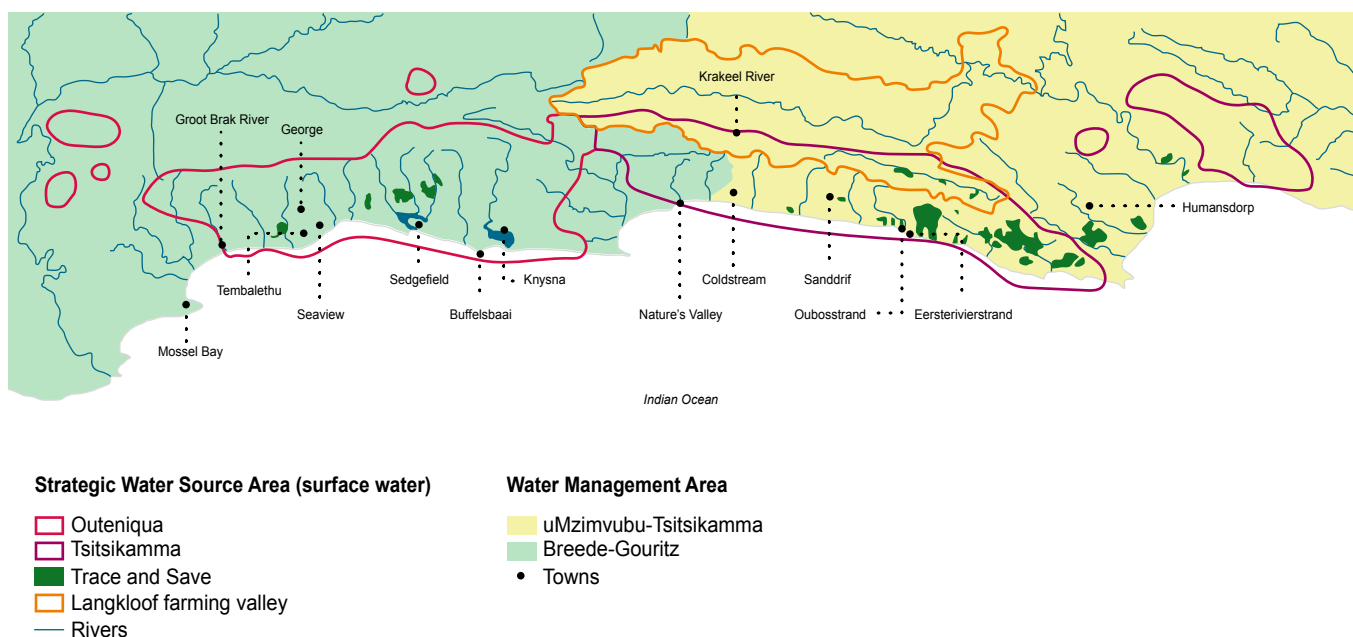 Krakeel River
Groot Brak River
George
Humansdorp
Tembalethu
Sedgefield
Knysna
Coldstream
Sanddrif
Seaview
Buffelsbaai
Nature's Valley
Oubosstrand
Eersterivierstrand
Mossel Bay
Indian Ocean
Strategic Water Source Area (surface water)
Outeniqua
Tsitsikamma
Trace and Save
Langkloof farming valley
Rivers
Water Management Area
uMzimvubu-Tsitsikamma
Breede-Gouritz
Towns